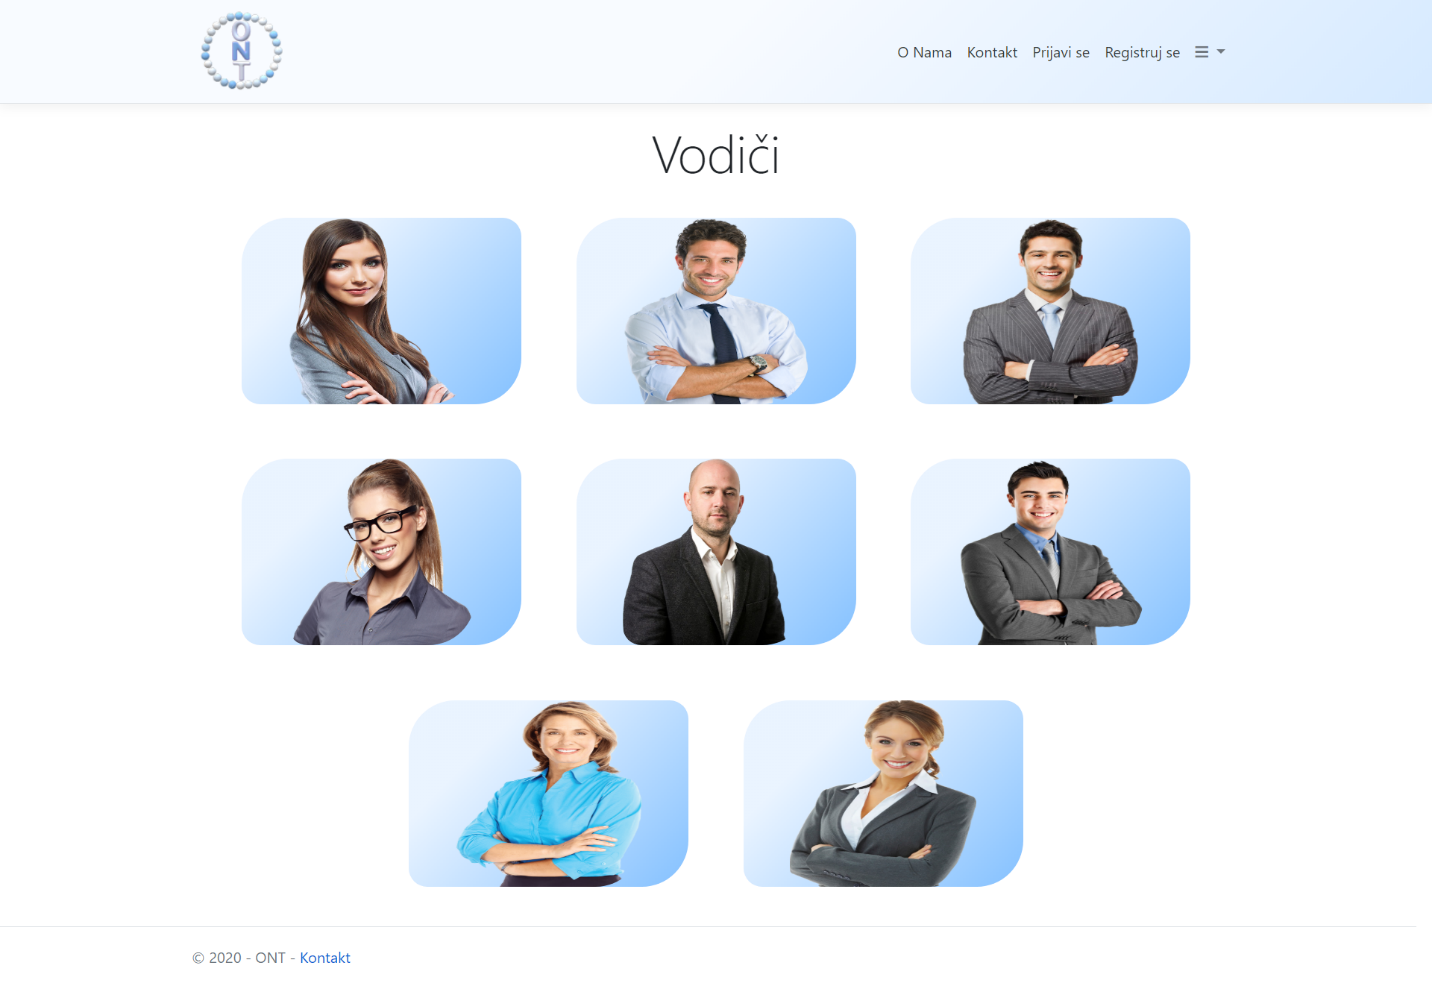 ONT
O Nama Kontakt Prijavi se Registruj se
Vodiči
© 2020 - ONT - Kontakt